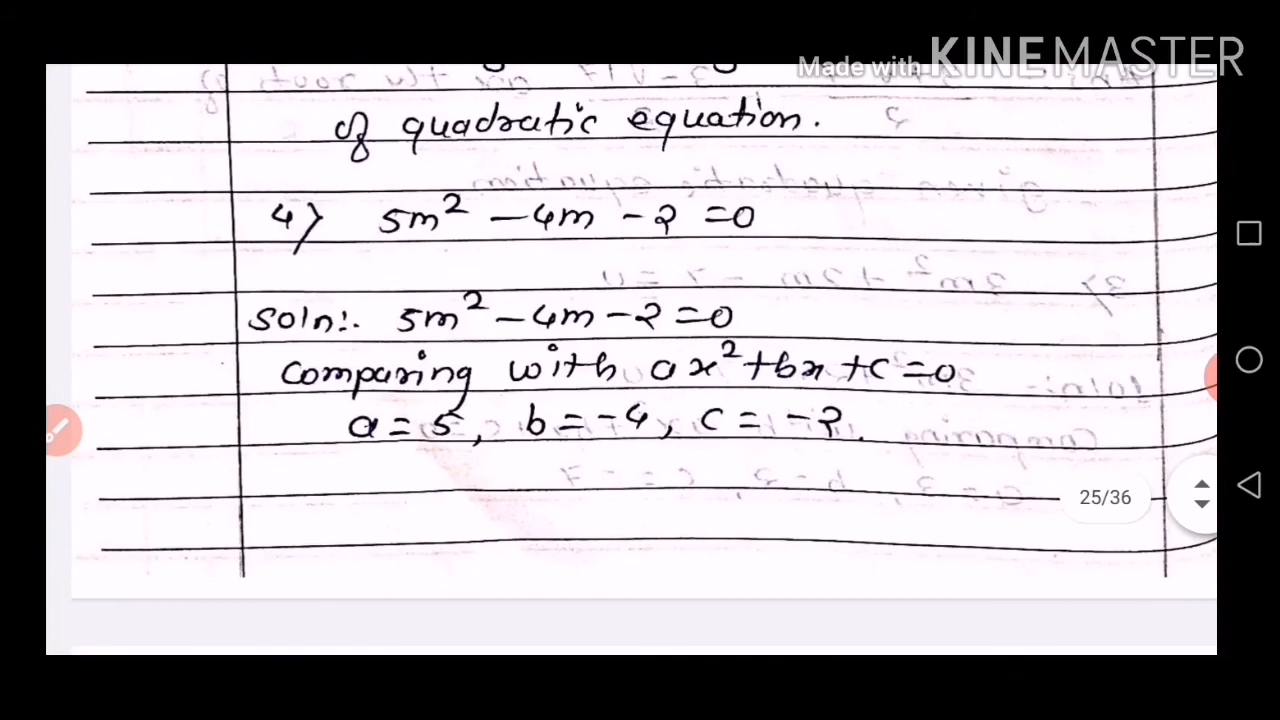 Made with KINEMASTER
of quadratic equation.
4) 5m² - 4m - 2 = 0
Soln:. 5m² - 4m - 2 = 0
Comparing with ax² + bx + c = 0
a = 5, b = -4, c = -2.
25/36